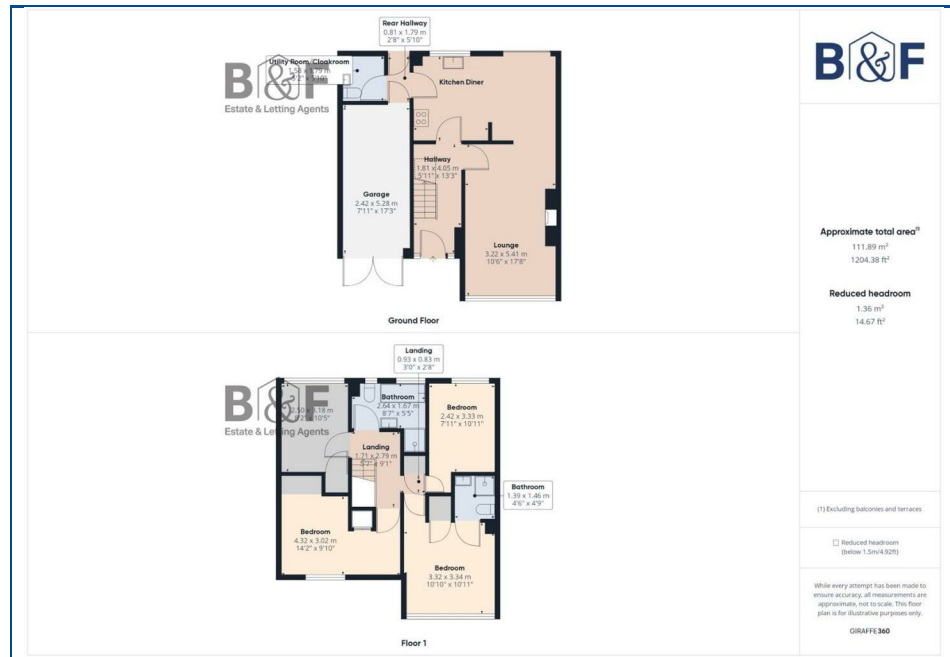 Rear Hallway
0.81 x 1.79 m
2'8" x 5'10"
Utility Room/Cloakroom
B&F
Estate & Letting Agents
Kitchen Diner
Hallway
1.81 x 4.05 m
5'11" x 13'3"
Garage
2.42 x 5.28 m
7'11" x 17'3"
Lounge
3.22 x 5.41 m
10'6" x 17'8"
Ground Floor
Landing
0.93 x 0.83 m
3'0" x 2'8"
B&F
Estate & Letting Agents
Bathroom
2.64 x 1.67 m
8'7" x 5'5"
Bedroom
2.42 x 3.33 m
7'11" x 10'11"
Landing
1.71 x 2.79 m
5'7" x 9'1"
Bathroom
1.39 x 1.46 m
4'6" x 4'9"
Bedroom
4.32 x 3.02 m
14'2" x 9'10"
Bedroom
3.32 x 3.34 m
10'10" x 10'11"
Floor 1
B&F
Approximate total area(1)
111.89 m²
1204.38 ft²
Reduced headroom
1.36 m²
14.67 ft²
(1) Excluding balconies and terraces
Reduced headroom
(below 1.5m/4.92ft)
While every attempt has been made to
ensure accuracy, all measurements are
approximate, not to scale. This floor
plan is for illustrative purposes only.
GIRAFFE360